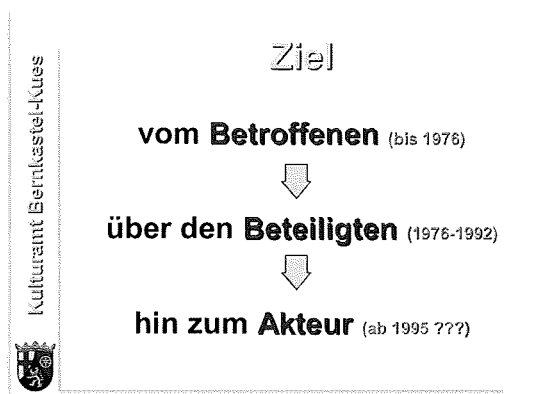 Ziel
Kulturamt Bernkastel-Kues
vom Betroffenen (bis 1976)
über den Beteiligten (1976-1992)
hin zum Akteur (ab 1995 ???)